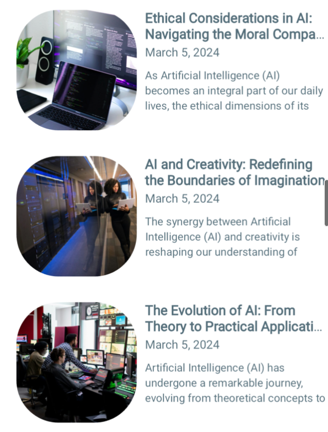 Ethical Considerations in AI:
Navigating the Moral Compa...
March 5, 2024
As Artificial Intelligence (AI)
becomes an integral part of our daily
lives, the ethical dimensions of its
AI and Creativity: Redefining
the Boundaries of Imagination
March 5, 2024
The synergy between Artificial
Intelligence (AI) and creativity is
reshaping our understanding of
The Evolution of AI: From
Theory to Practical Applicati...
March 5, 2024
Artificial Intelligence (AI) has
undergone a remarkable journey,
evolving from theoretical concepts to